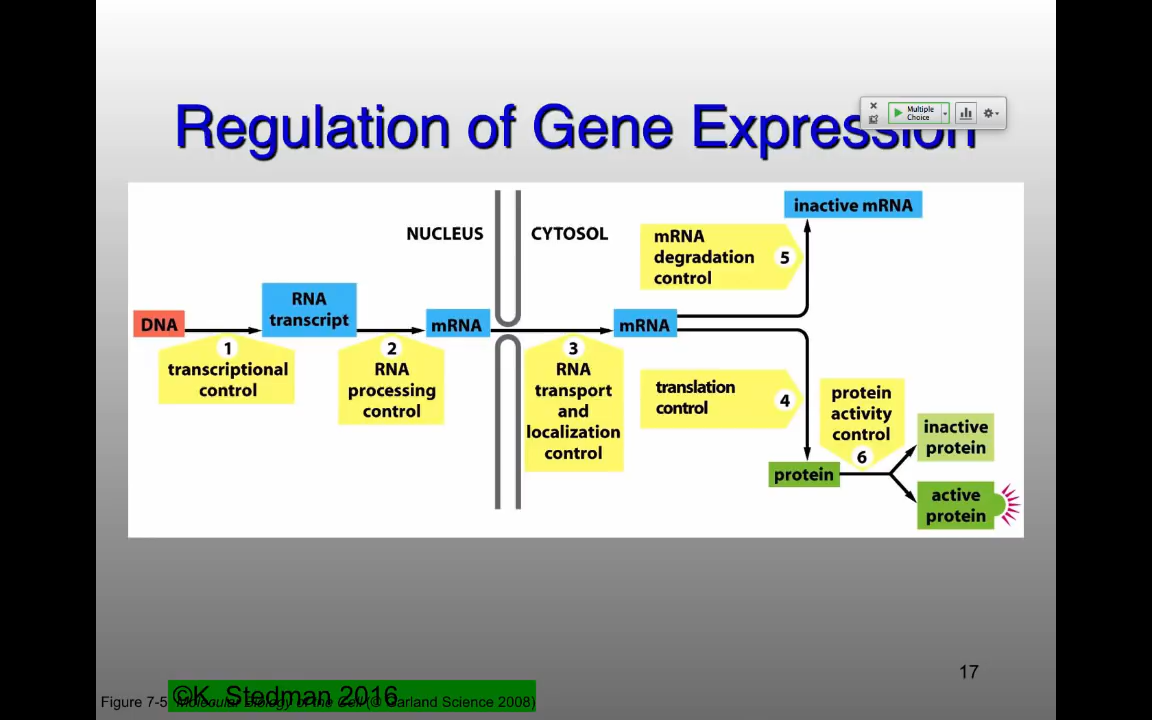 Regulation of Gene Expression
Multiple
Choice
inactive mRNA
NUCLEUS
CYTOSOL
mRNA
degradation
control
5
DNA
RNA
transcript
mRNA
mRNA
1
transcriptional
control
2
RNA
processing
control
3
RNA
transport
and
localization
control
translation
control
4
protein
activity
control
6
protein
inactive
protein
active
protein
17
©K. Stedman 2016
Figure 7-5 Molecular Biology of the Cell (© Garland Science 2008)